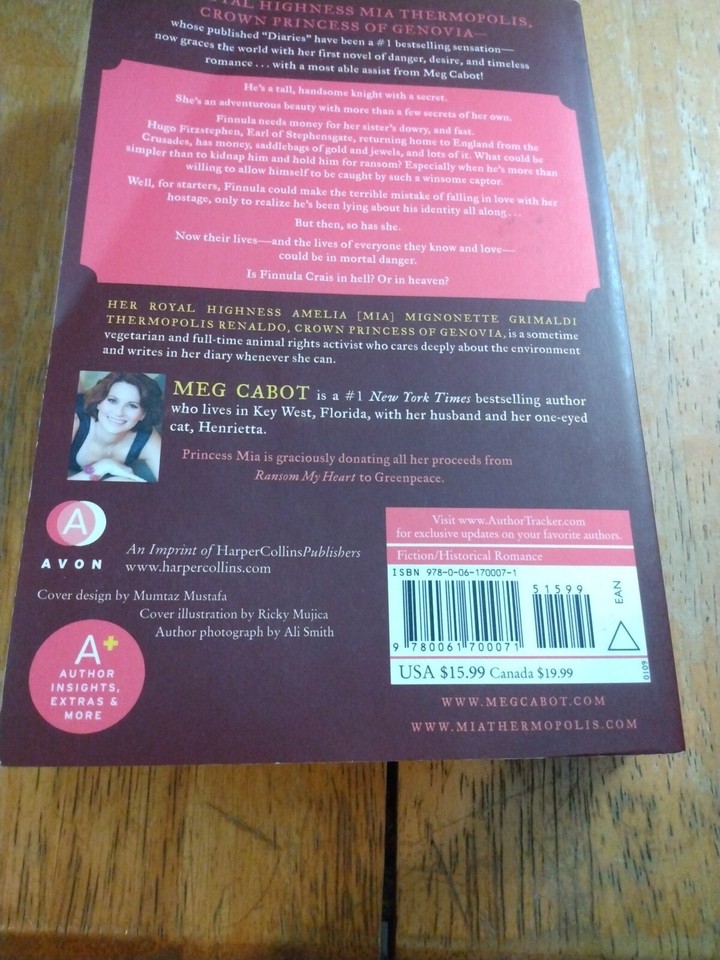 HIGHNESS MIA THERMOPOLIS,
CROWN PRINCESS OF GENOVIA—
whose published "Diaries" have been a #1 bestselling sensation—
now graces the world with her first novel of danger, desire, and timeless
romance . . . with a most able assist from Meg Cabot!
He's a tall, handsome knight with a secret.
She's an adventurous beauty with more than a few secrets of her own.
Finnula needs money for her sister's dowry, and fast.
Hugo Fitzstephen, Earl of Stephensgate, returning home to England from the
Crusades, has money, saddlebags of gold and jewels, and lots of it. What could be
simpler than to kidnap him and hold him for ransom? Especially when he's more than
willing to allow himself to be caught by such a winsome captor.
Well, for starters, Finnula could make the terrible mistake of falling in love with her
hostage, only to realize he's been lying about his identity all along . . .
But then, so has she.
Now their lives—and the lives of everyone they know and love—
could be in mortal danger.
Is Finnula Crais in hell? Or in heaven?
HER ROYAL HIGHNESS AMELIA [MIA] MIGNONETTE GRIMALDI
THERMOPOLIS RENALDO, CROWN PRINCESS OF GENOVIA, is a sometime
vegetarian and full-time animal rights activist who cares deeply about the environment
and writes in her diary whenever she can.
MEG CABOT is a #1 New York Times bestselling author
who lives in Key West, Florida, with her husband and her one-eyed
cat, Henrietta.
Princess Mia is graciously donating all her proceeds from
Ransom My Heart to Greenpeace.
A
AVON
An Imprint of HarperCollinsPublishers
www.harpercollins.com
Cover design by Mumtaz Mustafa
Cover illustration by Ricky Mujica
Author photograph by Ali Smith
A+
AUTHOR
INSIGHTS,
EXTRAS &
MORE
Visit www.AuthorTracker.com
for exclusive updates on your favorite authors.
Fiction/Historical Romance
ISBN 978-0-06-170007-1
51599
EAN
9 780061 700071
0109
USA $15.99 Canada $19.99
WWW.MEGCABOT.COM
WWW.MIATHERMOPOLIS.COM